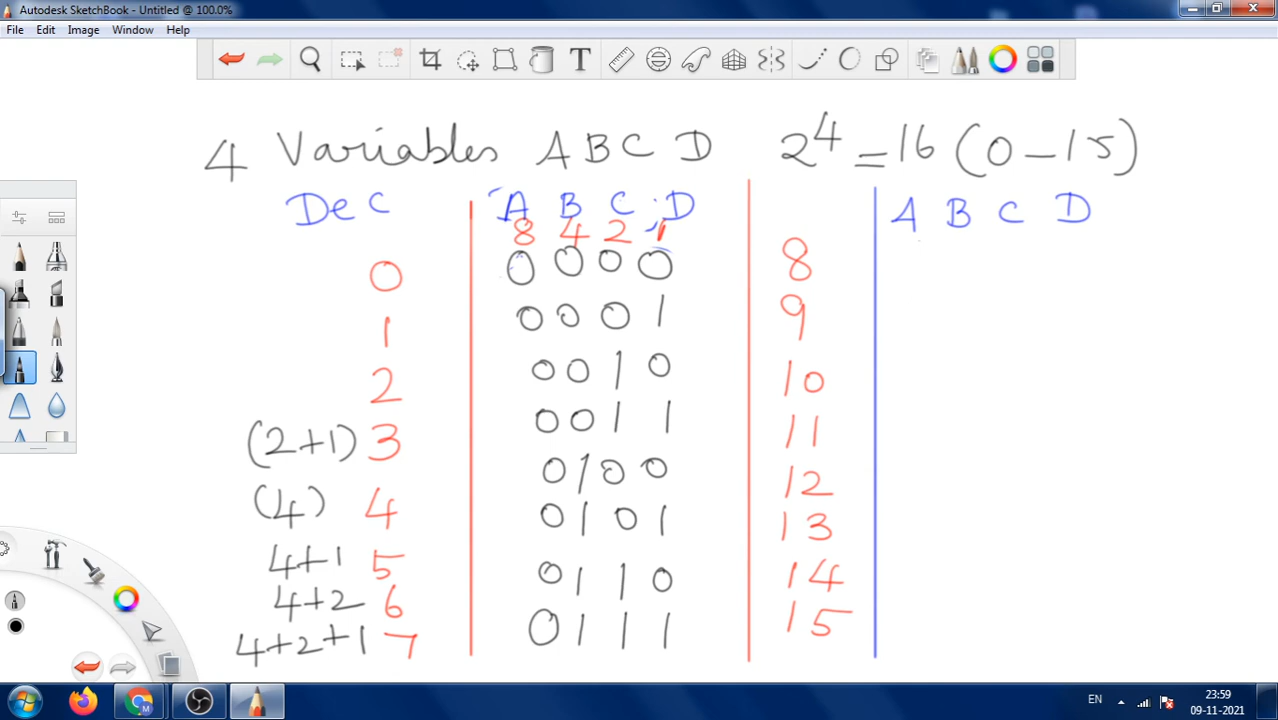 Autodesk SketchBook - Untitled @ 100.0%
File Edit Image Window Help
4 Variables A B C D 2^4 = 16 (0 - 15)
Dec A B C D A B C D
8 4 2 1
0 0 0 0 0 8
1 0 0 0 1 9
2 0 0 1 0 10
(2+1) 3 0 0 1 1 11
(4) 4 0 1 0 0 12
4+1 5 0 1 0 1 13
4+2 6 0 1 1 0 14
4+2+1 7 0 1 1 1 15
EN 23:59
09-11-2021